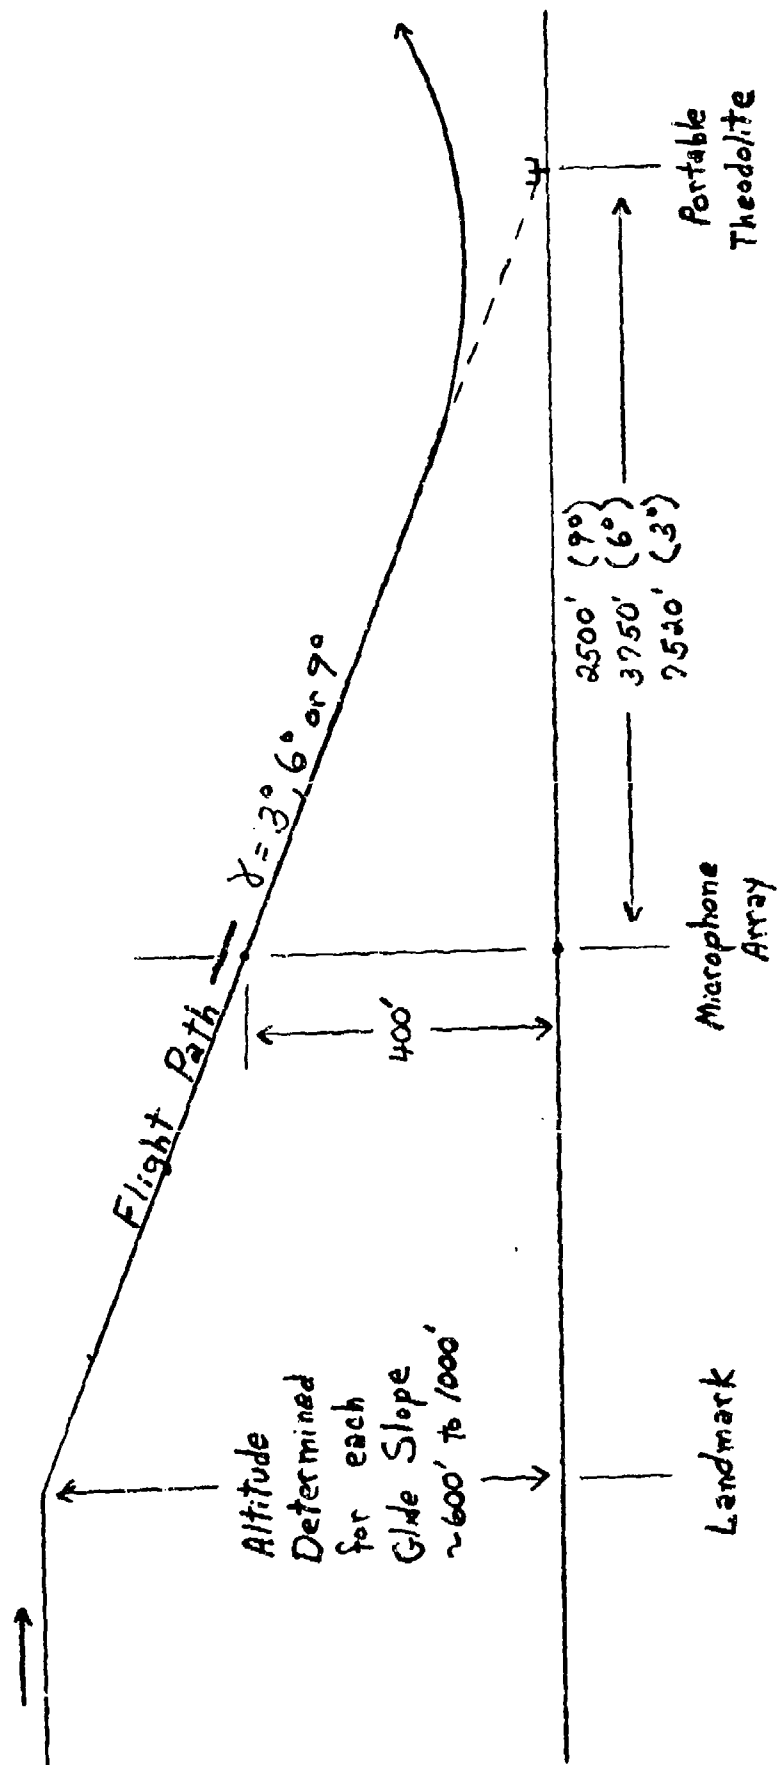 Flight Path
γ = 3°, 6° or 9°
400'
Altitude
Determined
for each
Glide Slope
~600' to 1000'
2500' (9°)
3750' (6°)
7520' (3°)
Landmark
Microphone
Array
Portable
Theodolite